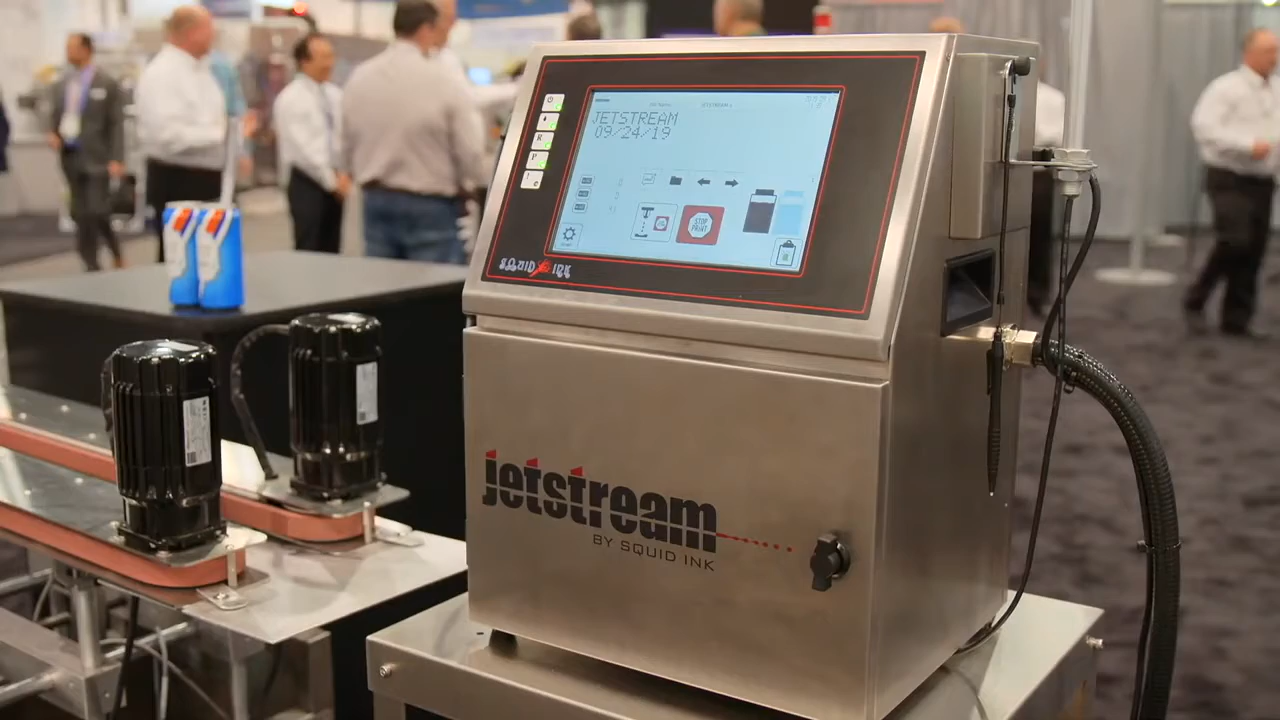 JETSTREAM
09/24/19
STOP
PRINT
SQUID INK
jetstream
BY SQUID INK